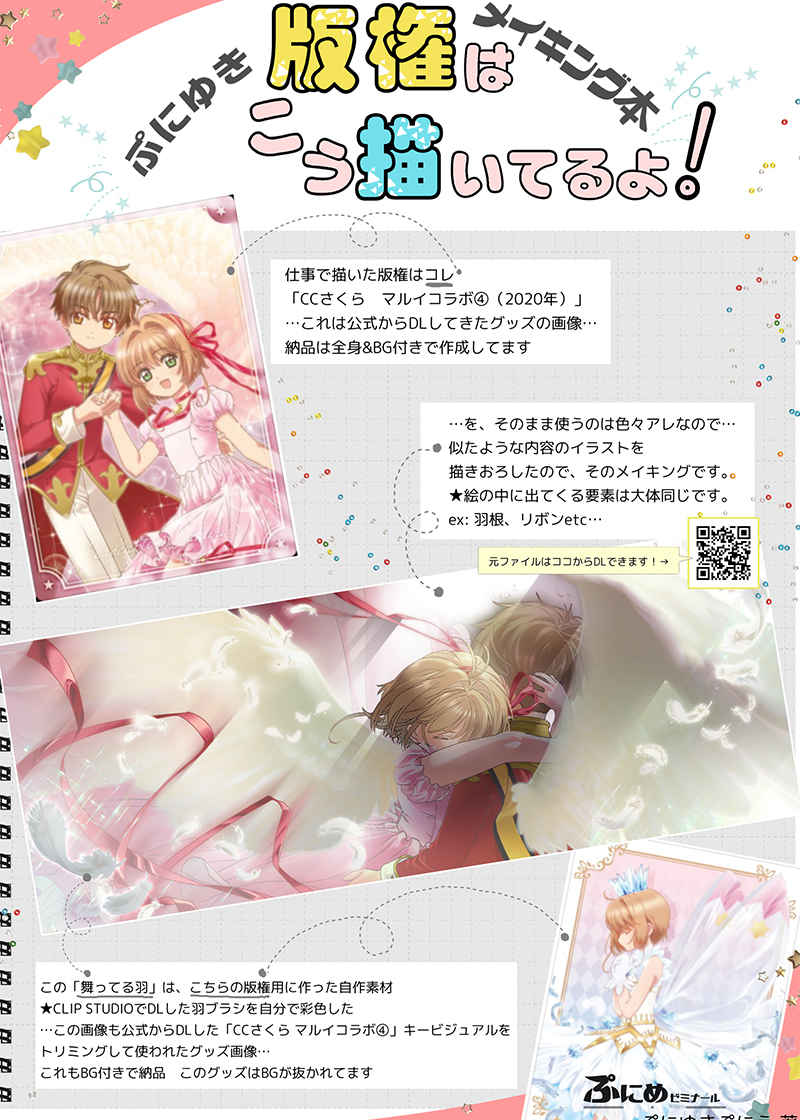 ぷにゆき
版権は
メイキング本
こう描いてるよ!
仕事で描いた版権はコレ
「CCさくら　マルイコラボ④（2020年）」
…これは公式からDLしてきたグッズの画像…
納品は全身&BG付きで作成してます
…を、そのまま使うのは色々アレなので…
似たような内容のイラストを
描きおろしたので、そのメイキングです。
★絵の中に出てくる要素は大体同じです。
ex: 羽根、リボンetc…
元ファイルはココからDLできます！→
この「舞ってる羽」は、こちらの版権用に作った自作素材
★CLIP STUDIOでDLした羽ブラシを自分で彩色した
…この画像も公式からDLした「CCさくら マルイコラボ④」キービジュアルを
トリミングして使われたグッズ画像…
これもBG付きで納品　このグッズはBGが抜かれてます
ぷにめ ゼミナール